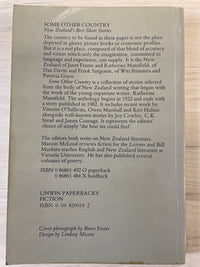 SOME OTHER COUNTRY
New Zealand's Best Short Stories
The country to be found in these pages is not the place
depicted in glossy picture-books or economic profiles.
But it is a real place, composed of that blend of accuracy
and vision which only the imagination, committed
to language and experience, can supply. It is the New
Zealand of Janet Frame and Katherine Mansfield, of
Dan Davin and Frank Sargeson, of Witi Ihimaera and
Patricia Grace.
Some Other Country is a collection of stories selected
from the body of New Zealand writing that began with
the work of the young expatriate writer, Katherine
Mansfield. The anthology begins in 1922 and ends with
a story published in 1982. It includes recent work by
Vincent O'Sullivan, Owen Marshall and Keri Hulme
alongside well-known stories by Joy Cowley, C.K.
Stead and James Courage. It represents the editors'
choice of simply 'the best we could find'.
The editors both write on New Zealand literature.
Marion McLeod reviews fiction for the Listener and Bill
Manhire teaches English and New Zealand literature at
Victoria University. He has also published several
volumes of poetry.
ISBN 0 86861 492 O paperback
0 86861 484 X hardback
UNWIN PAPERBACKS
FICTION
ISBN 0 04 820018 2
Cover photograph by Bruce Foster
Design by Lindsay Missen